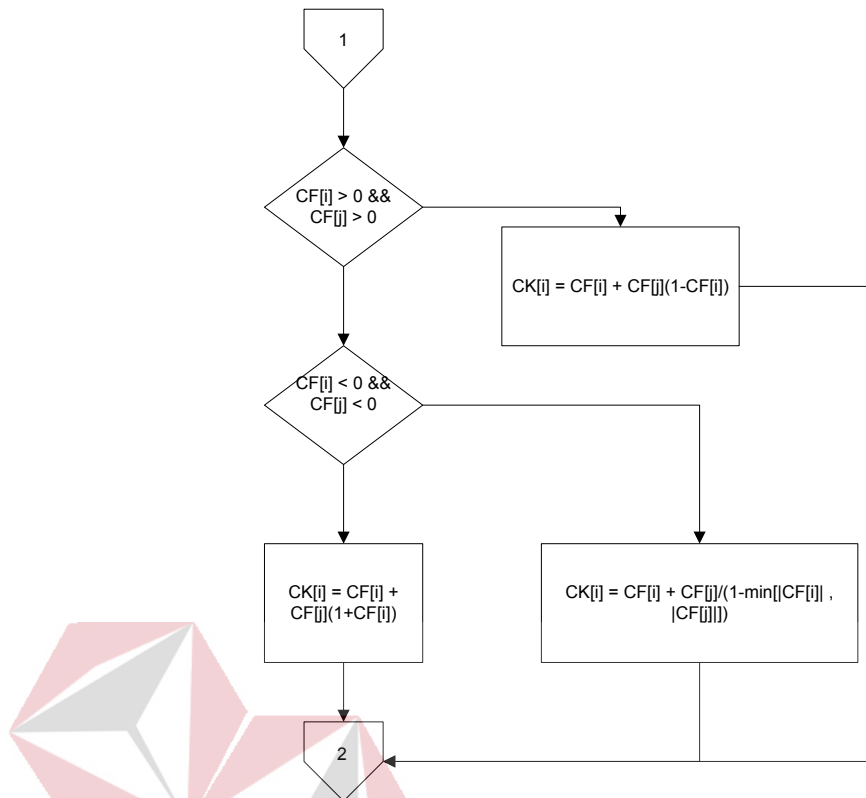 1
CF[i] > 0 &&
CF[j] > 0
CK[i] = CF[i] + CF[j](1-CF[i])
CF[i] < 0 &&
CF[j] < 0
CK[i] = CF[i] +
CF[j](1+CF[i])
CK[i] = CF[i] + CF[j]/(1-min[|CF[i]| ,
|CF[j]|])
2